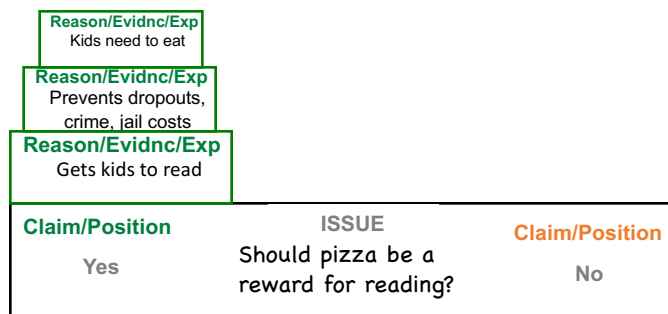 Reason/Evidnc/Exp
Kids need to eat
Reason/Evidnc/Exp
Prevents dropouts,
crime, jail costs
Reason/Evidnc/Exp
Gets kids to read
Claim/Position
Yes
ISSUE
Should pizza be a
reward for reading?
Claim/Position
No